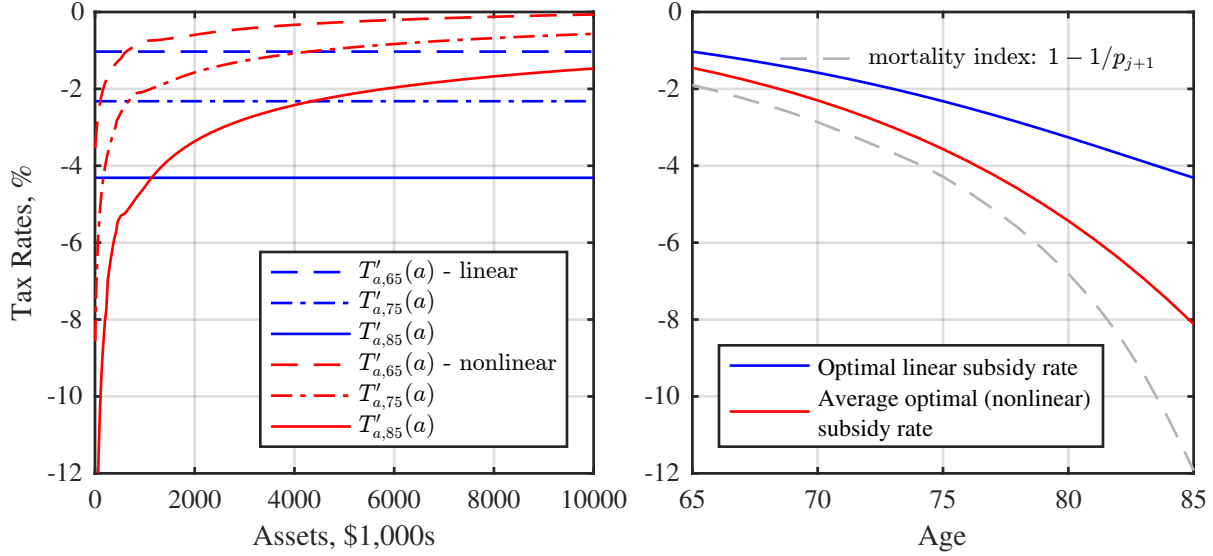 Tax Rates, %
0
-2
-4
-6
-8
-10
-12
0
2000
4000
6000
8000
10000
Assets, $1,000s
T′a,65(a) - linear
T′a,75(a)
T′a,85(a)
T′a,65(a) - nonlinear
T′a,75(a)
T′a,85(a)
0
-2
-4
-6
-8
-10
-12
65
70
75
80
85
Age
mortality index: 1 − 1/pj+1
Optimal linear subsidy rate
Average optimal (nonlinear)
subsidy rate